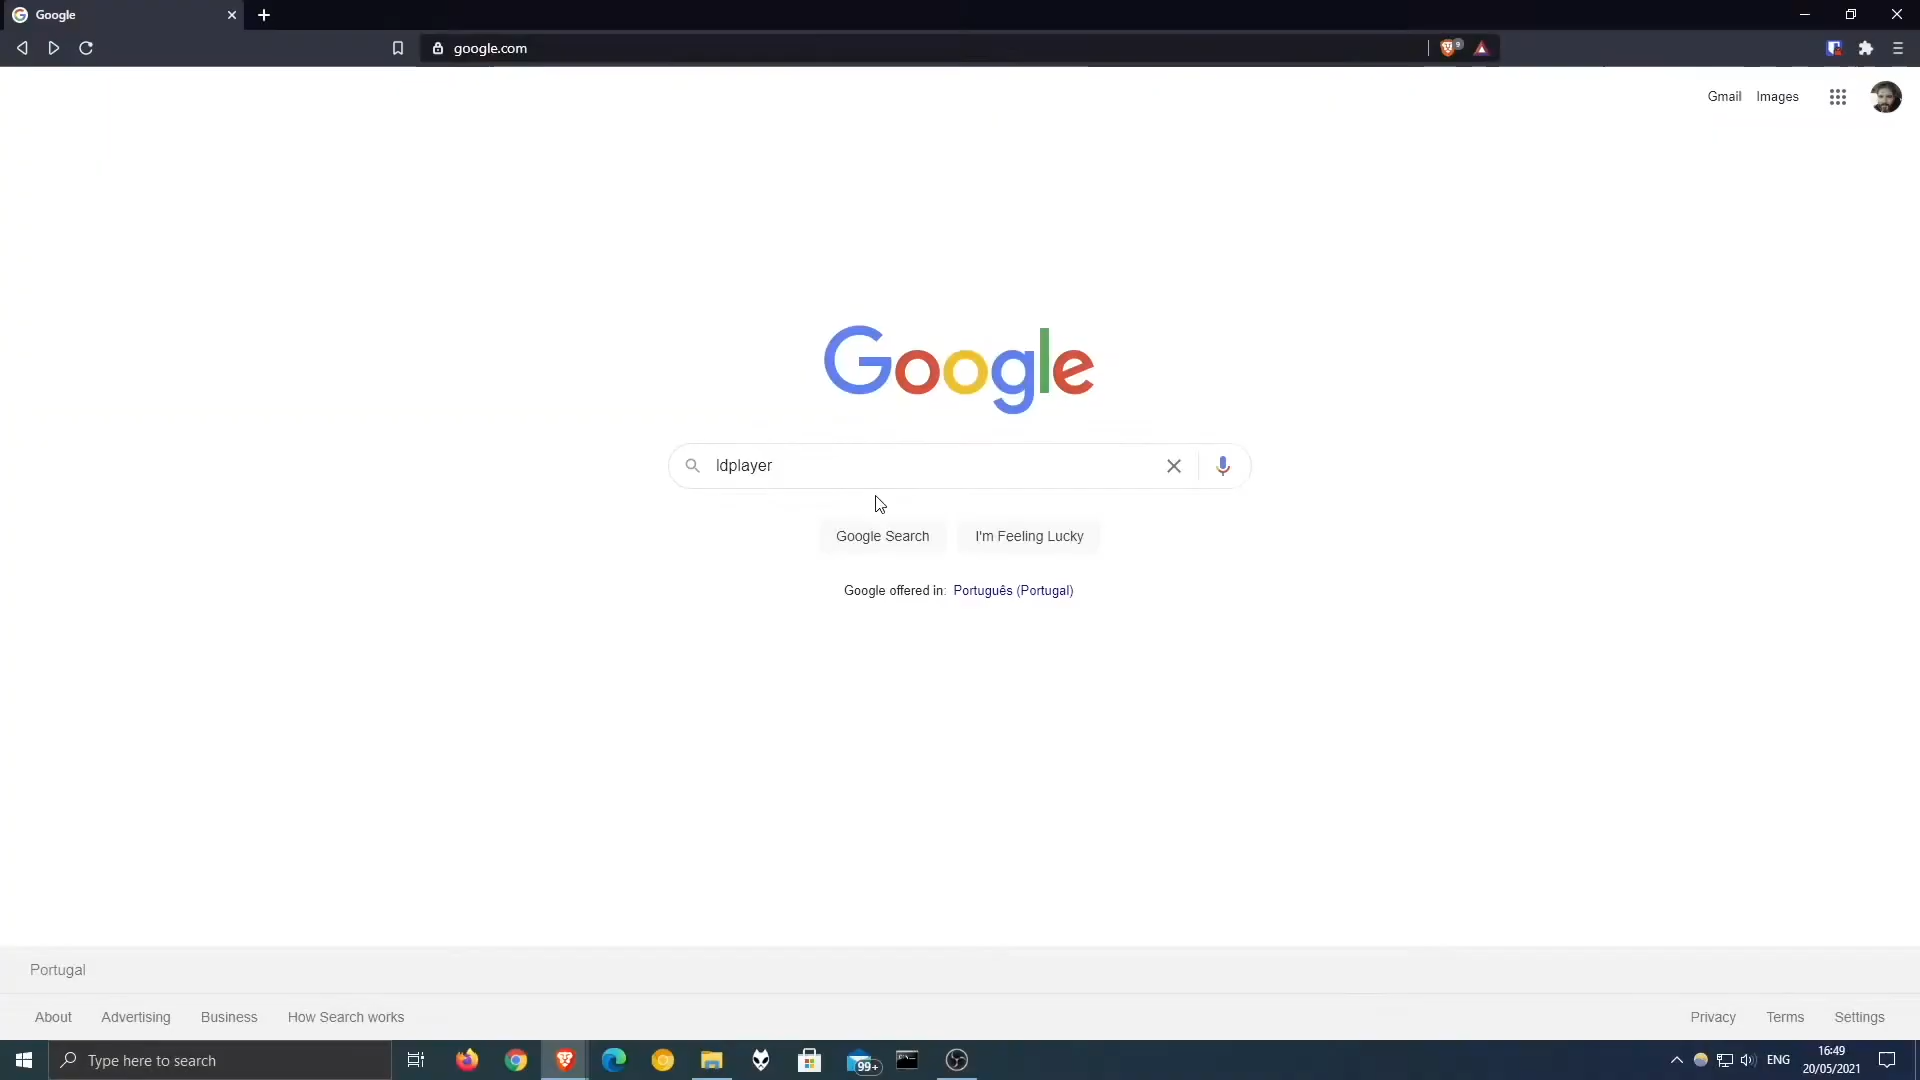 Google
google.com
9
Gmail Images
Google
ldplayer
Google Search I'm Feeling Lucky
Google offered in: Português (Portugal)
Portugal
About Advertising Business How Search works
Privacy Terms Settings
Type here to search
99+
ENG
16:49
20/05/2021